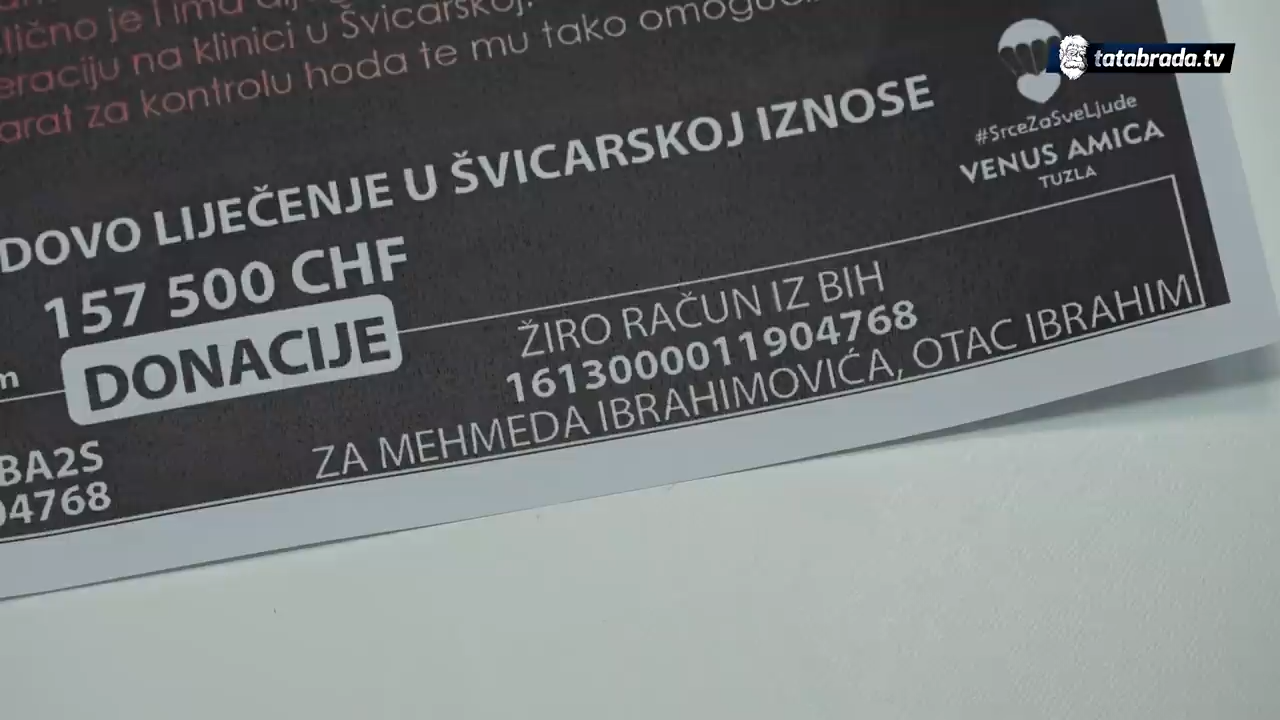 lično je i ima
eraciju na klinici u Švicarskoj.
arat za kontrolu hoda te mu tako
tatabrada.tv
#SrceZaSveLjude
VENUS AMICA
TUZLA
DOVO LIJEČENJE U ŠVICARSKOJ IZNOSE
157 500 CHF
DONACIJE
ŽIRO RAČUN IZ BIH
1613000011904768
ZA MEHMEDA IBRAHIMOVIĆA, OTAC IBRAHIM
m
BA2S
04768